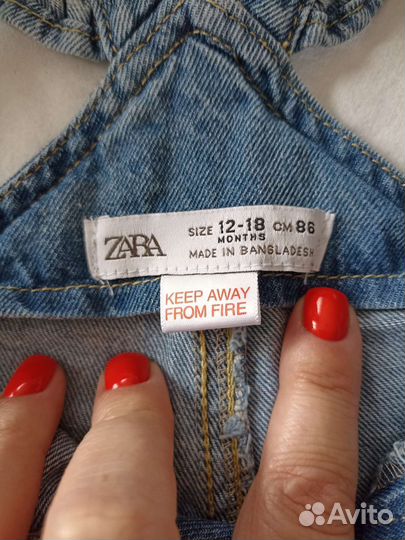 ZARA
SIZE 12-18 CM 86
MONTHS
MADE IN BANGLADESH
KEEP AWAY
FROM FIRE
Avito